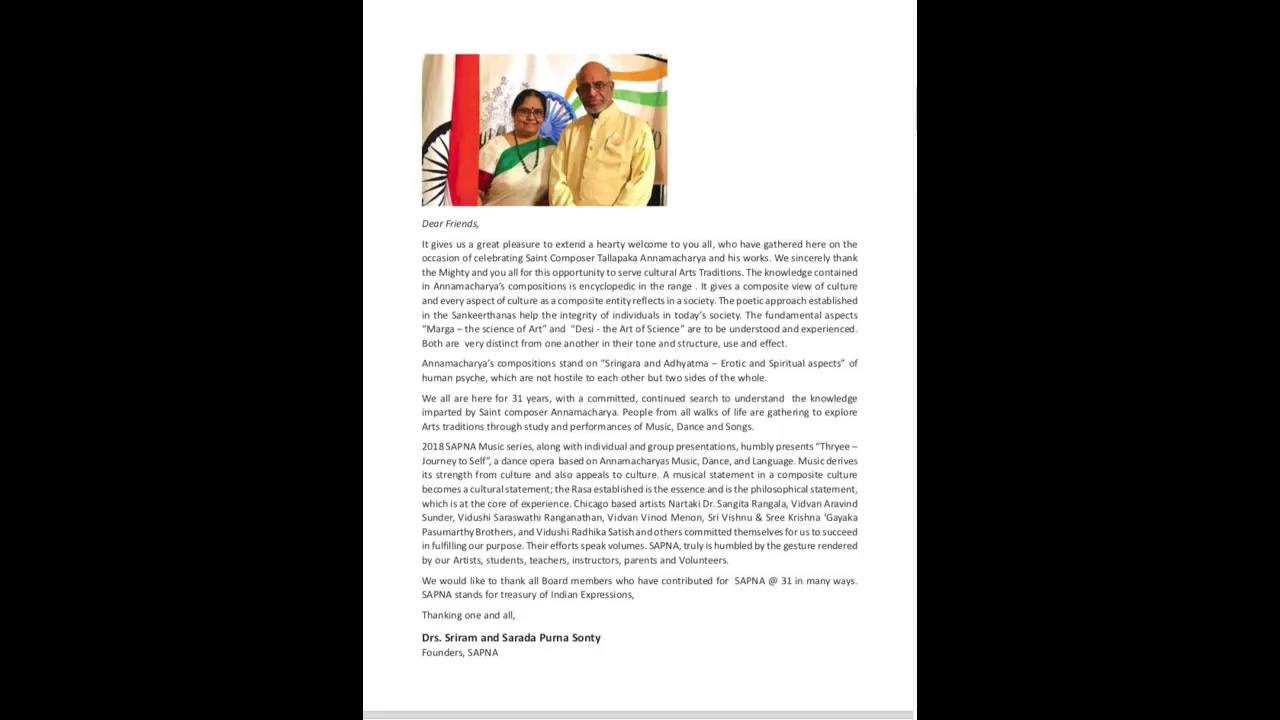 Dear Friends,
It gives us a great pleasure to extend a hearty welcome to you all, who have gathered here on the
occasion of celebrating Saint Composer Tallapaka Annamacharya and his works. We sincerely thank
the Mighty and you all for this opportunity to serve cultural Arts Traditions. The knowledge contained
in Annamacharya's compositions is encyclopedic in the range . It gives a composite view of culture
and every aspect of culture as a composite entity reflects in a society. The poetic approach established
in the Sankeerthanas help the integrity of individuals in today's society. The fundamental aspects
“Marga – the science of Art” and “Desi - the Art of Science” are to be understood and experienced.
Both are very distinct from one another in their tone and structure, use and effect.
Annamacharya's compositions stand on “Sringara and Adhyatma – Erotic and Spiritual aspects” of
human psyche, which are not hostile to each other but two sides of the whole.
We all are here for 31 years, with a committed, continued search to understand the knowledge
imparted by Saint composer Annamacharya. People from all walks of life are gathering to explore
Arts traditions through study and performances of Music, Dance and Songs.
2018 SAPNA Music series, along with individual and group presentations, humbly presents “Thryee –
Journey to Self”, a dance opera based on Annamacharyas Music, Dance, and Language. Music derives
its strength from culture and also appeals to culture. A musical statement in a composite culture
becomes a cultural statement; the Rasa established is the essence and is the philosophical statement,
which is at the core of experience. Chicago based artists Nartaki Dr. Sangita Rangala, Vidvan Aravind
Sunder, Vidushi Saraswathi Ranganathan, Vidvan Vinod Menon, Sri Vishnu & Sree Krishna ‘Gayaka
Pasumarthy Brothers, and Vidushi Radhika Satish and others committed themselves for us to succeed
in fulfilling our purpose. Their efforts speak volumes. SAPNA, truly is humbled by the gesture rendered
by our Artists, students, teachers, instructors, parents and Volunteers.
We would like to thank all Board members who have contributed for SAPNA @ 31 in many ways.
SAPNA stands for treasury of Indian Expressions,
Thanking one and all,
Drs. Sriram and Sarada Purna Sonty
Founders, SAPNA